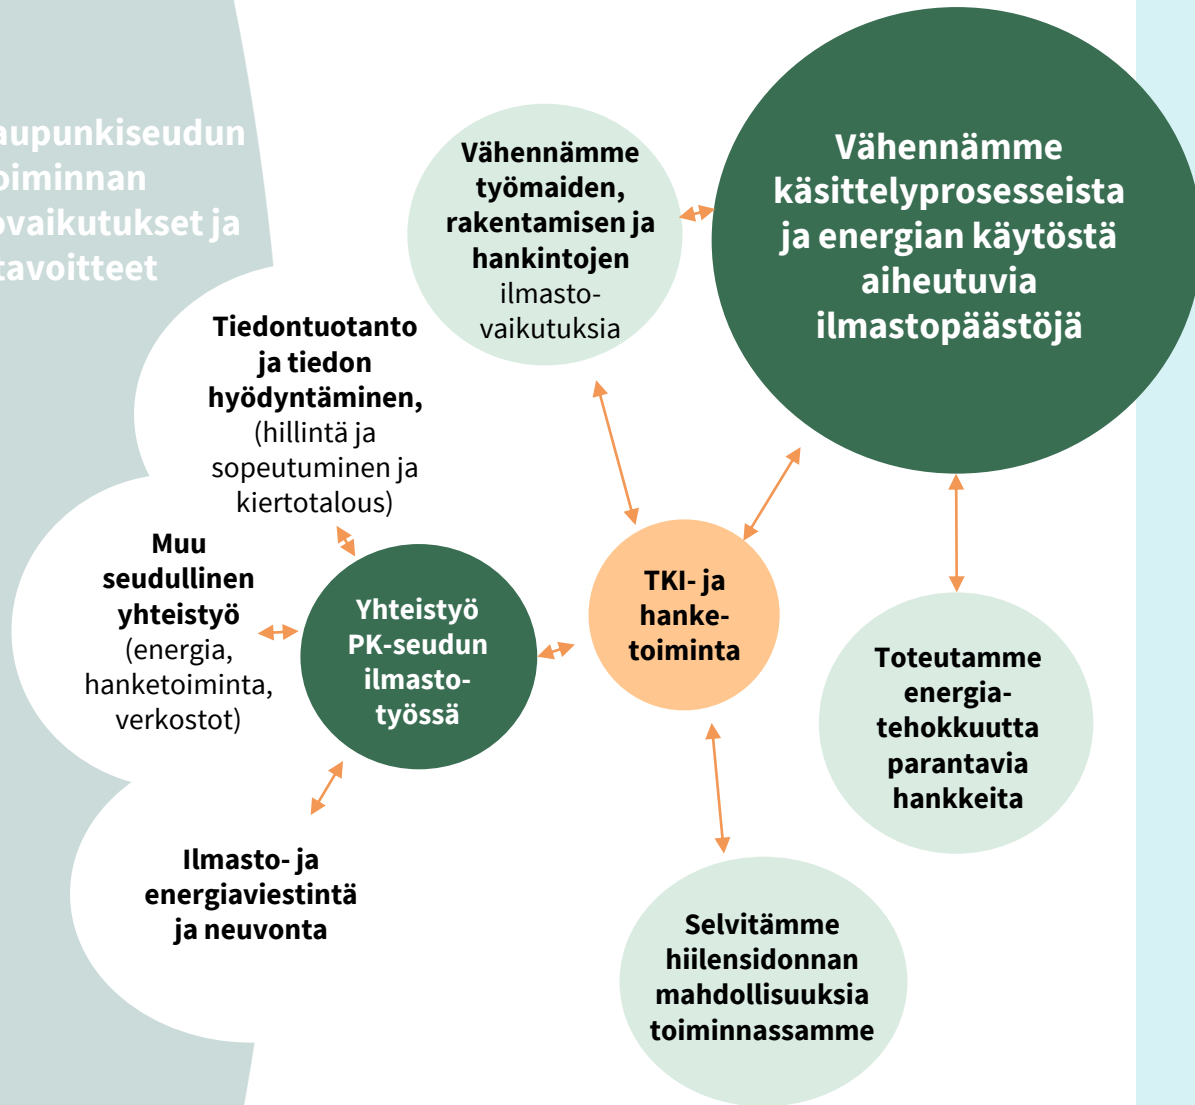 aupunkiseudun
oiminnan
ovaikutukset ja
tavoitteet
Vähennämme
työmaiden,
rakentamisen ja
hankintojen
ilmasto-
vaikutuksia
Vähennämme
käsittelyprosesseista
ja energian käytöstä
aiheutuvia
ilmastopäästöjä
Tiedontuotanto
ja tiedon
hyödyntäminen,
(hillintä ja
sopeutuminen ja
kiertotalous)
Muu
seudullinen
yhteistyö
(energia,
hanketoiminta,
verkostot)
Yhteistyö
PK-seudun
ilmasto-
työssä
TKI- ja
hanke-
toiminta
Toteutamme
energia-
tehokkuutta
parantavia
hankkeita
Ilmasto- ja
energiaviestintä
ja neuvonta
Selvitämme
hiilensidonnan
mahdollisuuksia
toiminnassamme